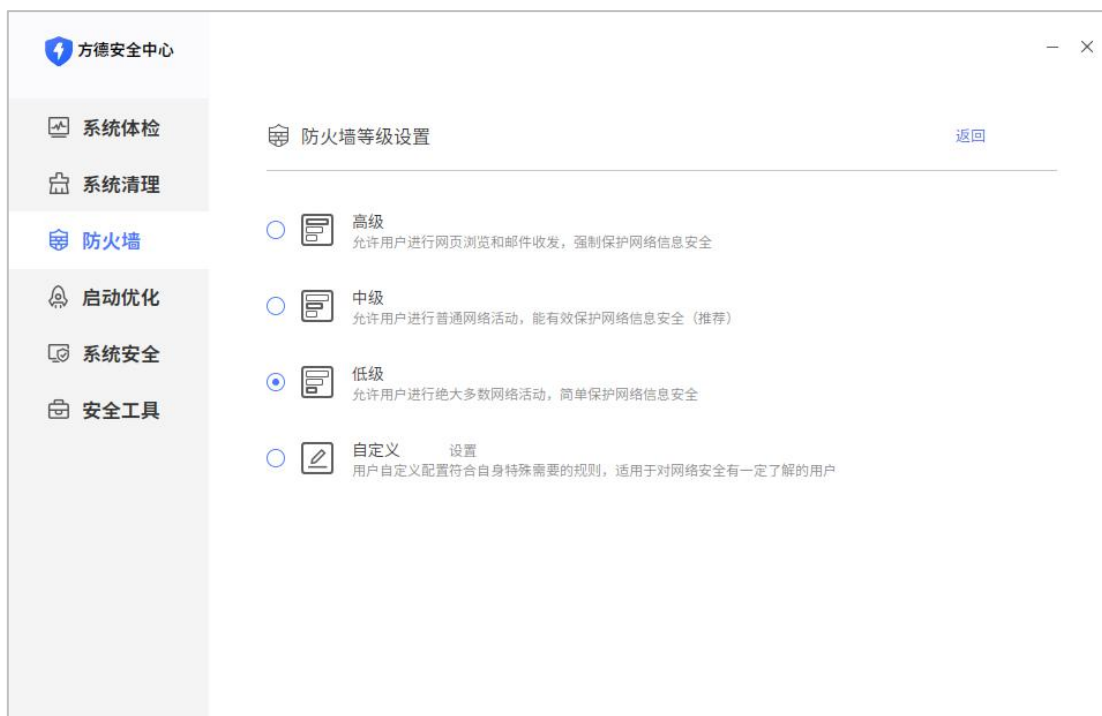 方德安全中心
系统体检
系统清理
防火墙
启动优化
系统安全
安全工具
防火墙等级设置
返回
高级
允许用户进行网页浏览和邮件收发，强制保护网络信息安全
中级
允许用户进行普通网络活动，能有效保护网络信息安全（推荐）
低级
允许用户进行绝大多数网络活动，简单保护网络信息安全
自定义 设置
用户自定义配置符合自身特殊需要的规则，适用于对网络安全有一定了解的用户